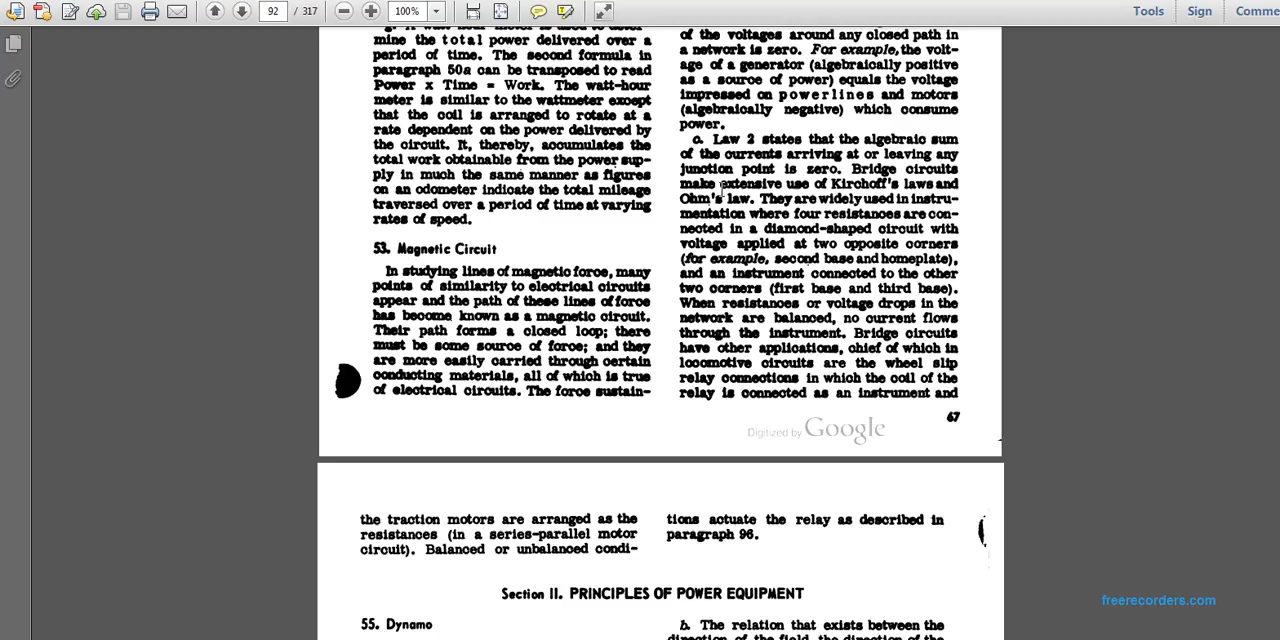 92 / 317
100%
Tools
Sign
Comme
mine the total power delivered over a
period of time. The second formula in
paragraph 50a can be transposed to read
Power x Time = Work. The watt-hour
meter is similar to the wattmeter except
that the coil is arranged to rotate at a
rate dependent on the power delivered by
the circuit. It, thereby, accumulates the
total work obtainable from the power sup-
ply in much the same manner as figures
on an odometer indicate the total mileage
traversed over a period of time at varying
rates of speed.
53. Magnetic Circuit
In studying lines of magnetic force, many
points of similarity to electrical circuits
appear and the path of these lines of force
has become known as a magnetic circuit.
Their path forms a closed loop; there
must be some source of force; and they
are more easily carried through certain
conducting materials, all of which is true
of electrical circuits. The force sustain-
of the voltages around any closed path in
a network is zero. For example, the volt-
age of a generator (algebraically positive
as a source of power) equals the voltage
impressed on powerlines and motors
(algebraically negative) which consume
power.
c. Law 2 states that the algebraic sum
of the currents arriving at or leaving any
junction point is zero. Bridge circuits
make extensive use of Kirchoff's laws and
Ohm's law. They are widely used in instru-
mentation where four resistances are con-
nected in a diamond-shaped circuit with
voltage applied at two opposite corners
(for example, second base and homeplate),
and an instrument connected to the other
two corners (first base and third base).
When resistances or voltage drops in the
network are balanced, no current flows
through the instrument. Bridge circuits
have other applications, chief of which in
locomotive circuits are the wheel slip
relay connections in which the coil of the
relay is connected as an instrument and
67
Digitized by Google
the traction motors are arranged as the
resistances (in a series-parallel motor
circuit). Balanced or unbalanced condi-
tions actuate the relay as described in
paragraph 96.
Section II. PRINCIPLES OF POWER EQUIPMENT
freerecorders.com
55. Dynamo
b. The relation that exists between the
direction of the field, the direction of the